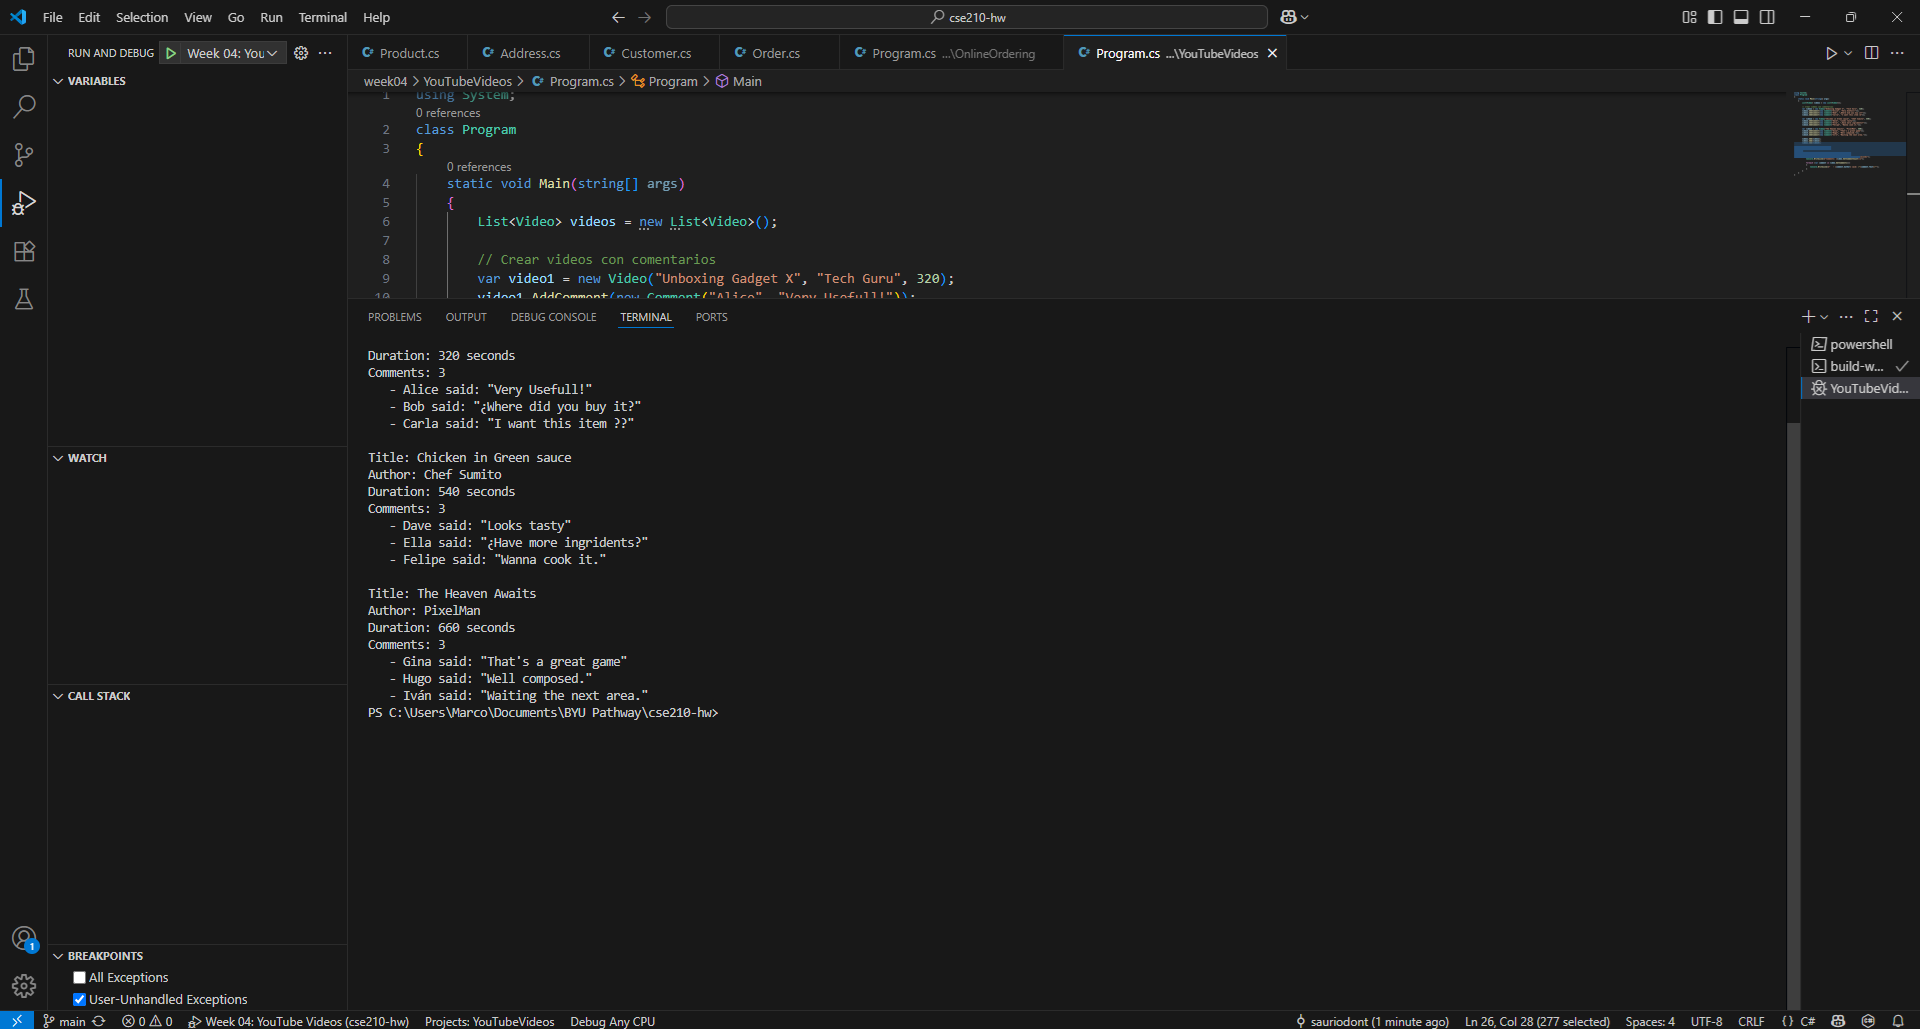 File Edit Selection View Go Run Terminal Help
cse210-hw
RUN AND DEBUG
Week 04: You
Product.cs
Address.cs
Customer.cs
Order.cs
Program.cs ...\OnlineOrdering
Program.cs ...\YouTubeVideos
VARIABLES
week04 > YouTubeVideos > Program.cs > Program > Main
1 using System;
0 references
2 class Program
3 {
0 references
4 static void Main(string[] args)
5 {
6 List<Video> videos = new List<Video>();
7
8 // Crear videos con comentarios
9 var video1 = new Video("Unboxing Gadget X", "Tech Guru", 320);
10 video1.AddComment(new Comment("Alice", "Very Usefull!"));
PROBLEMS OUTPUT DEBUG CONSOLE TERMINAL PORTS
powershell
build-w...
YouTubeVid...
Duration: 320 seconds
Comments: 3
- Alice said: "Very Usefull!"
- Bob said: "¿Where did you buy it?"
- Carla said: "I want this item ??"
Title: Chicken in Green sauce
Author: Chef Sumito
Duration: 540 seconds
Comments: 3
- Dave said: "Looks tasty"
- Ella said: "¿Have more ingridents?"
- Felipe said: "Wanna cook it."
Title: The Heaven Awaits
Author: PixelMan
Duration: 660 seconds
Comments: 3
- Gina said: "That's a great game"
- Hugo said: "Well composed."
- Iván said: "Waiting the next area."
PS C:\Users\Marco\Documents\BYU Pathway\cse210-hw>
WATCH
CALL STACK
BREAKPOINTS
All Exceptions
User-Unhandled Exceptions
1
main 0 0 Week 04: YouTube Videos (cse210-hw) Projects: YouTubeVideos Debug Any CPU
sauriodont (1 minute ago) Ln 26, Col 28 (277 selected) Spaces: 4 UTF-8 CRLF {} C#